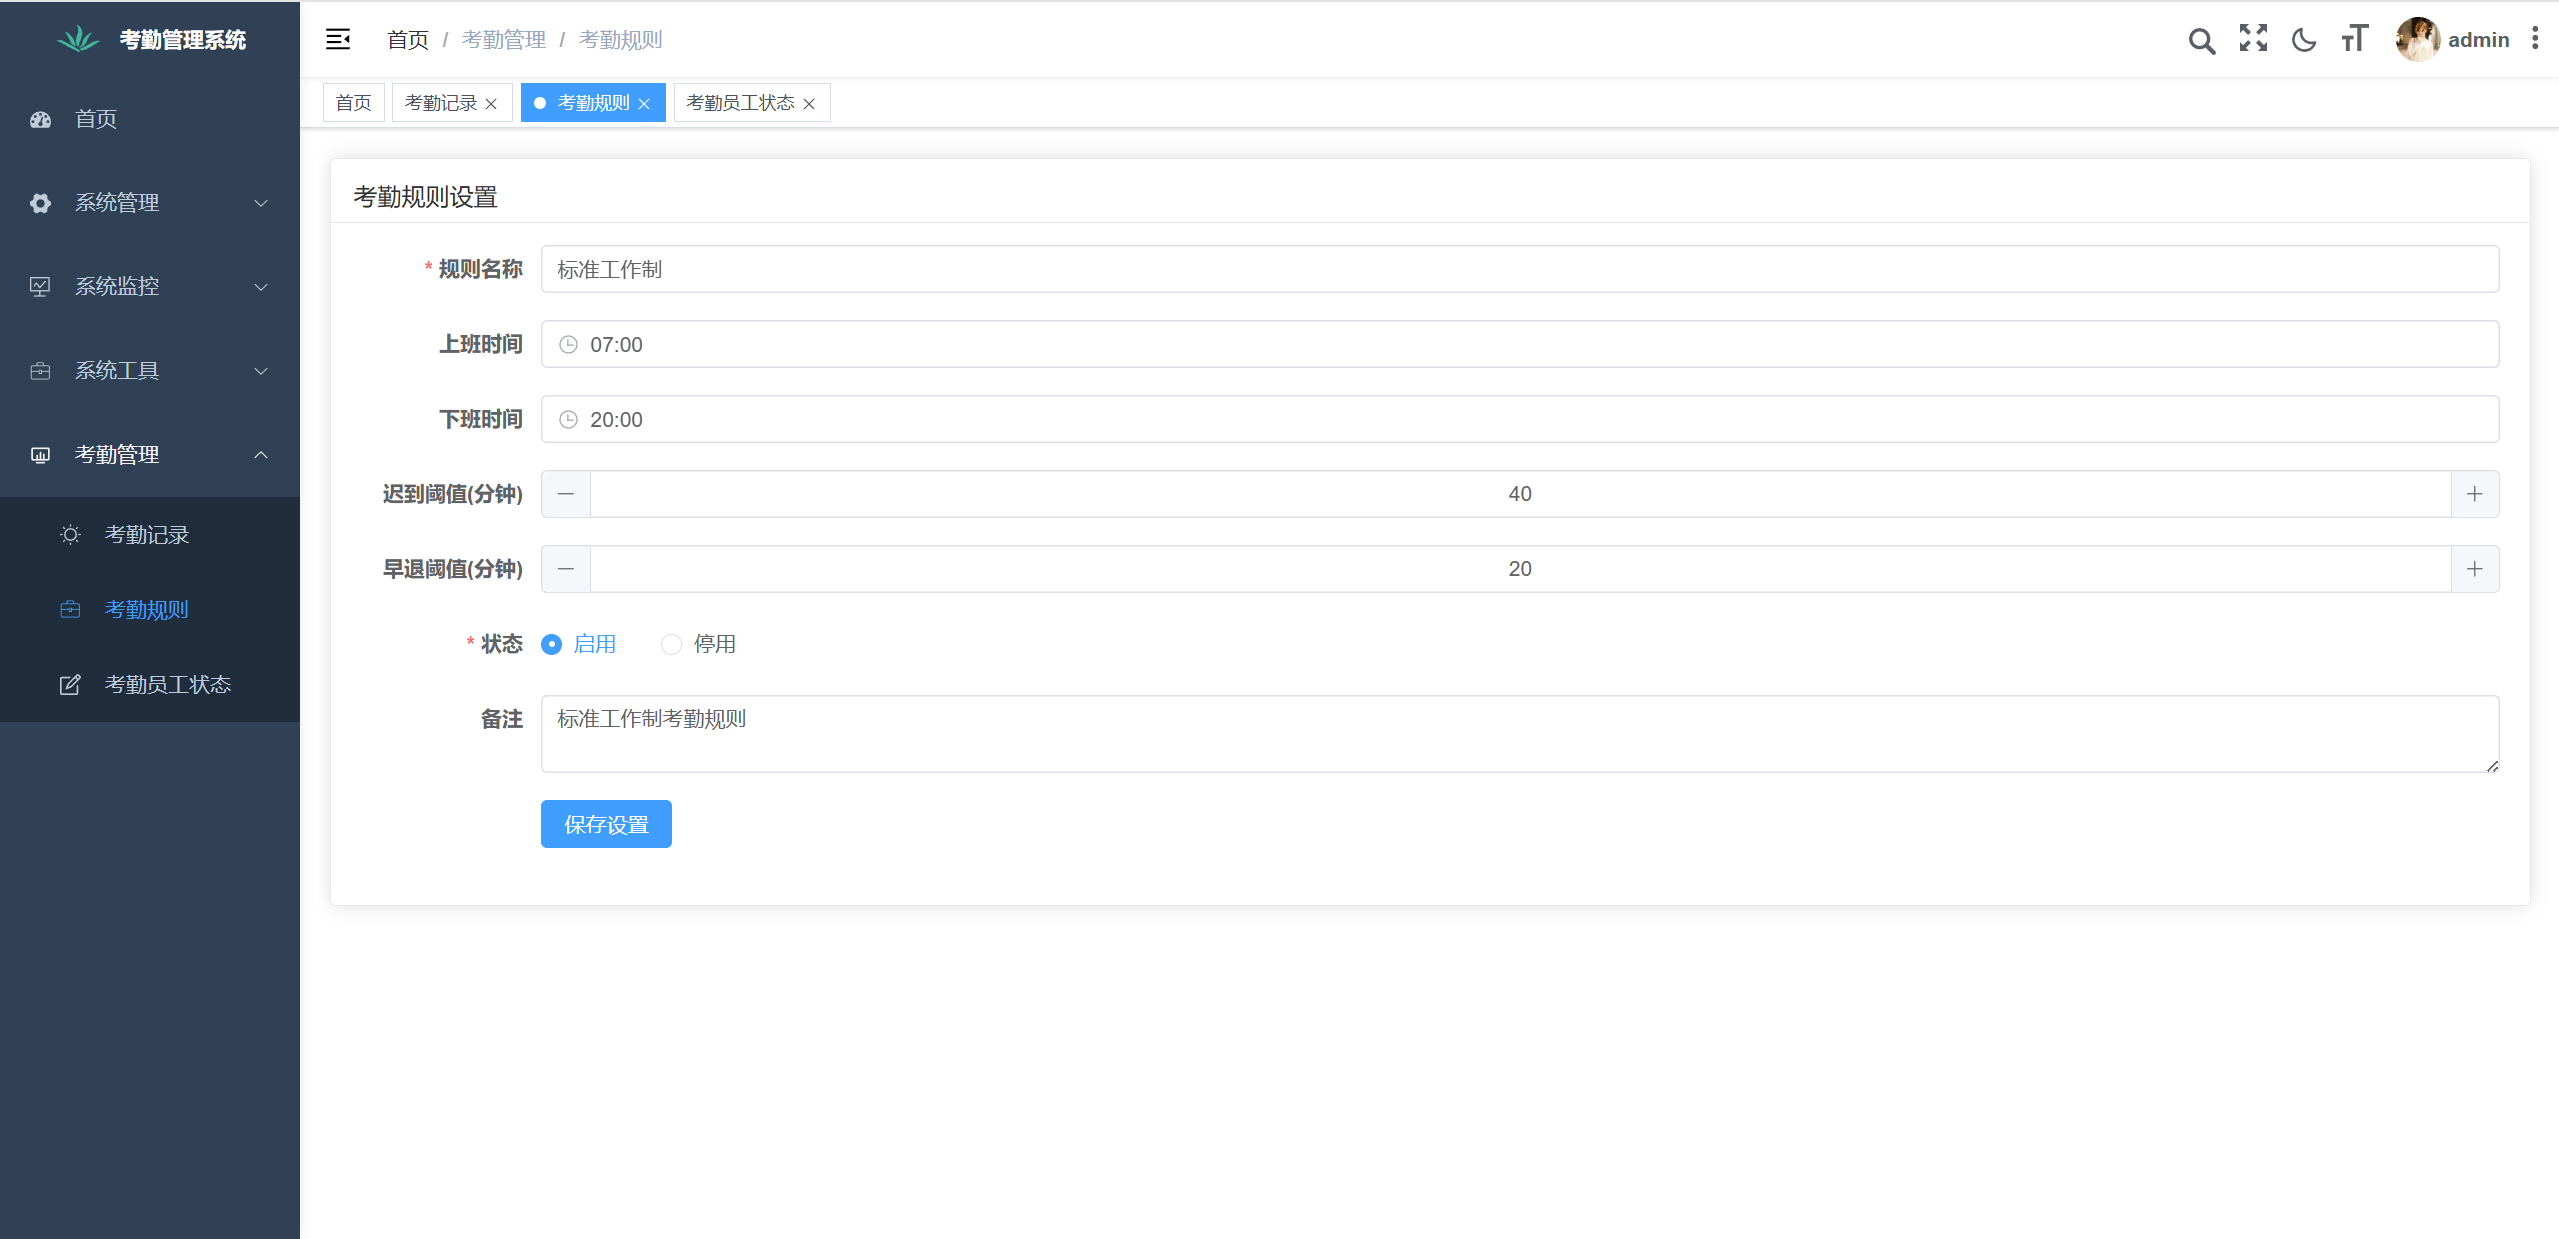 考勤管理系统
首页
系统管理
系统监控
系统工具
考勤管理
考勤记录
考勤规则
考勤员工状态
首页 / 考勤管理 / 考勤规则
admin
首页 考勤记录 考勤规则 考勤员工状态
考勤规则设置
* 规则名称 标准工作制
上班时间 07:00
下班时间 20:00
迟到阈值(分钟) 40
早退阈值(分钟) 20
* 状态 启用 停用
备注 标准工作制考勤规则
保存设置